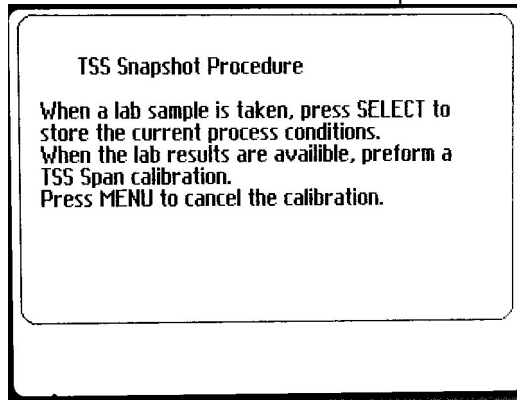 TSS Snapshot Procedure
When a lab sample is taken, press SELECT to
store the current process conditions.
When the lab results are availible, preform a
TSS Span calibration.
Press MENU to cancel the calibration.